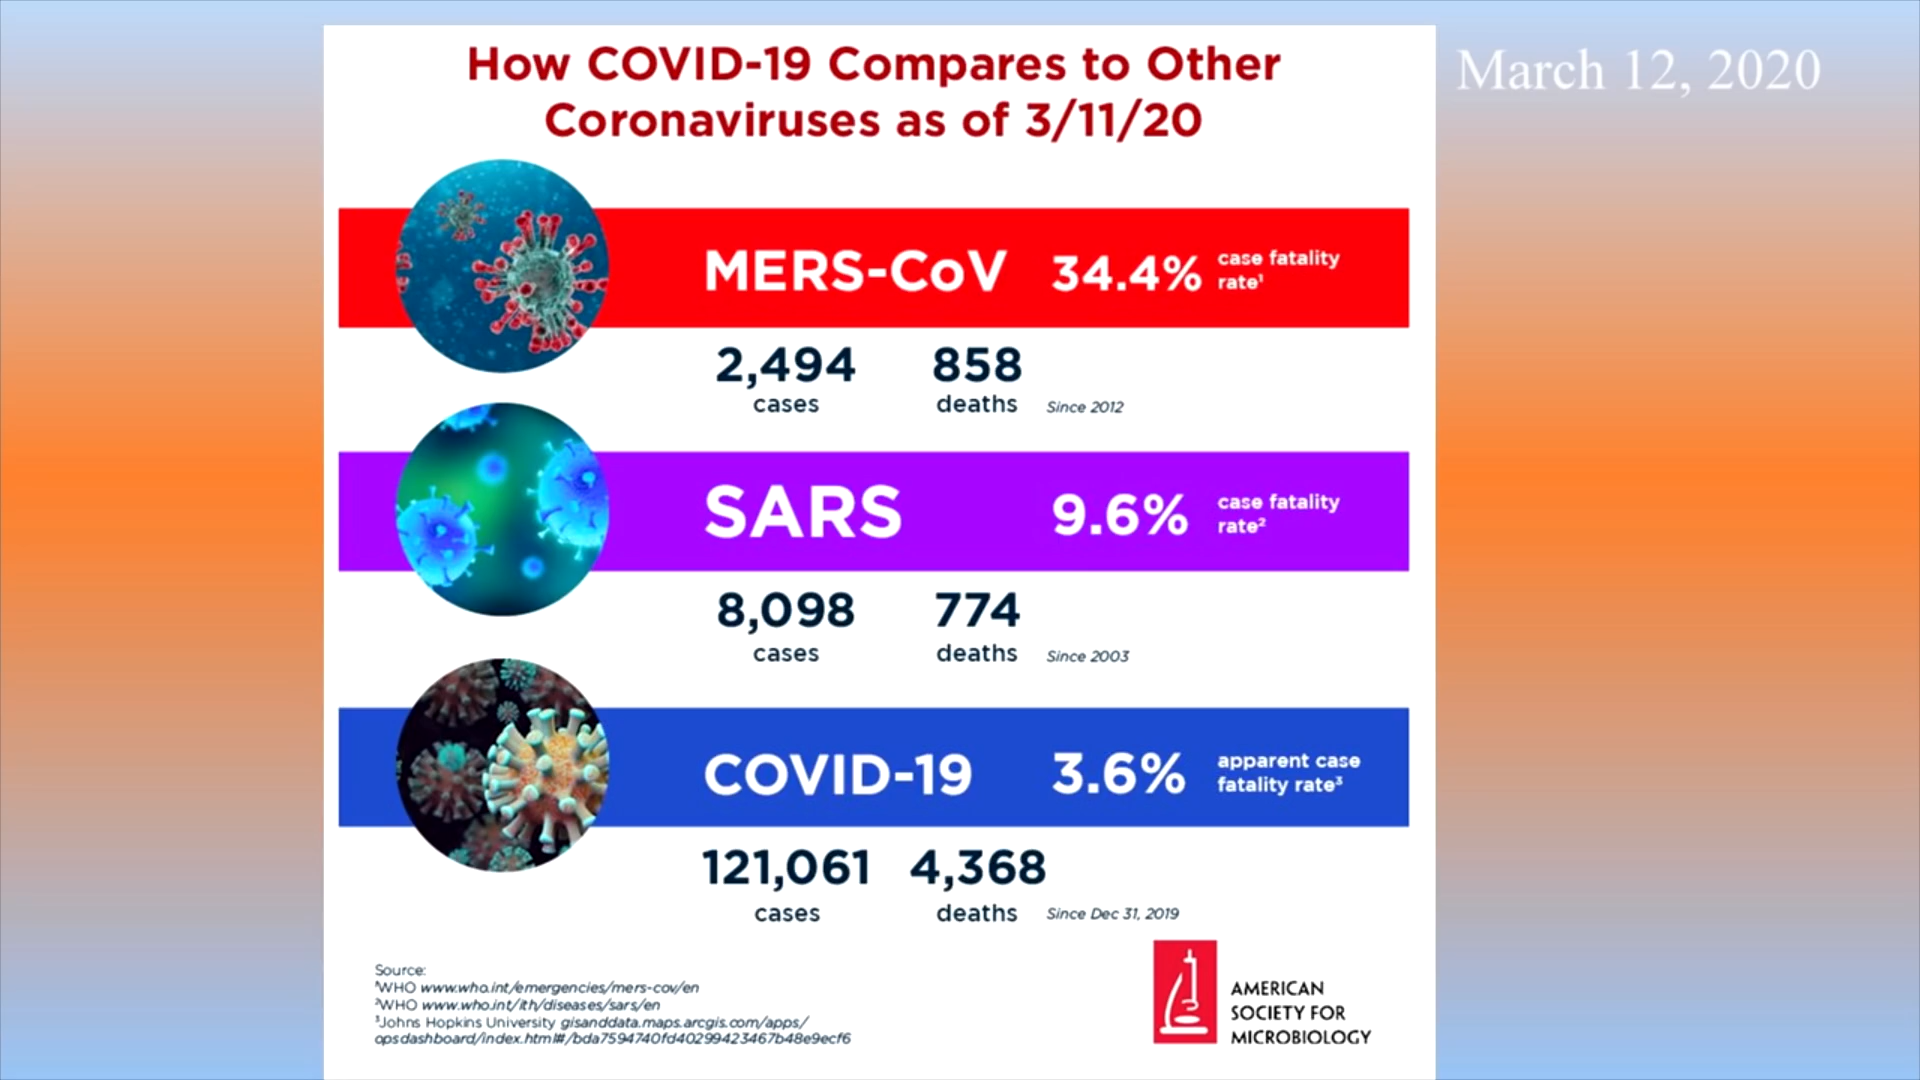 How COVID-19 Compares to Other
Coronaviruses as of 3/11/20
March 12, 2020
MERS-CoV 34.4% case fatality
rate¹
2,494 858
cases deaths Since 2012
SARS 9.6% case fatality
rate²
8,098 774
cases deaths Since 2003
COVID-19 3.6% apparent case
fatality rate³
121,061 4,368
cases deaths Since Dec 31, 2019
Source:
¹WHO www.who.int/emergencies/mers-cov/en
²WHO www.who.int/ith/diseases/sars/en
³Johns Hopkins University gisanddata.maps.arcgis.com/apps/
opsdashboard/index.html#/bda7594740fd40299423467b48e9ecf6
AMERICAN
SOCIETY FOR
MICROBIOLOGY